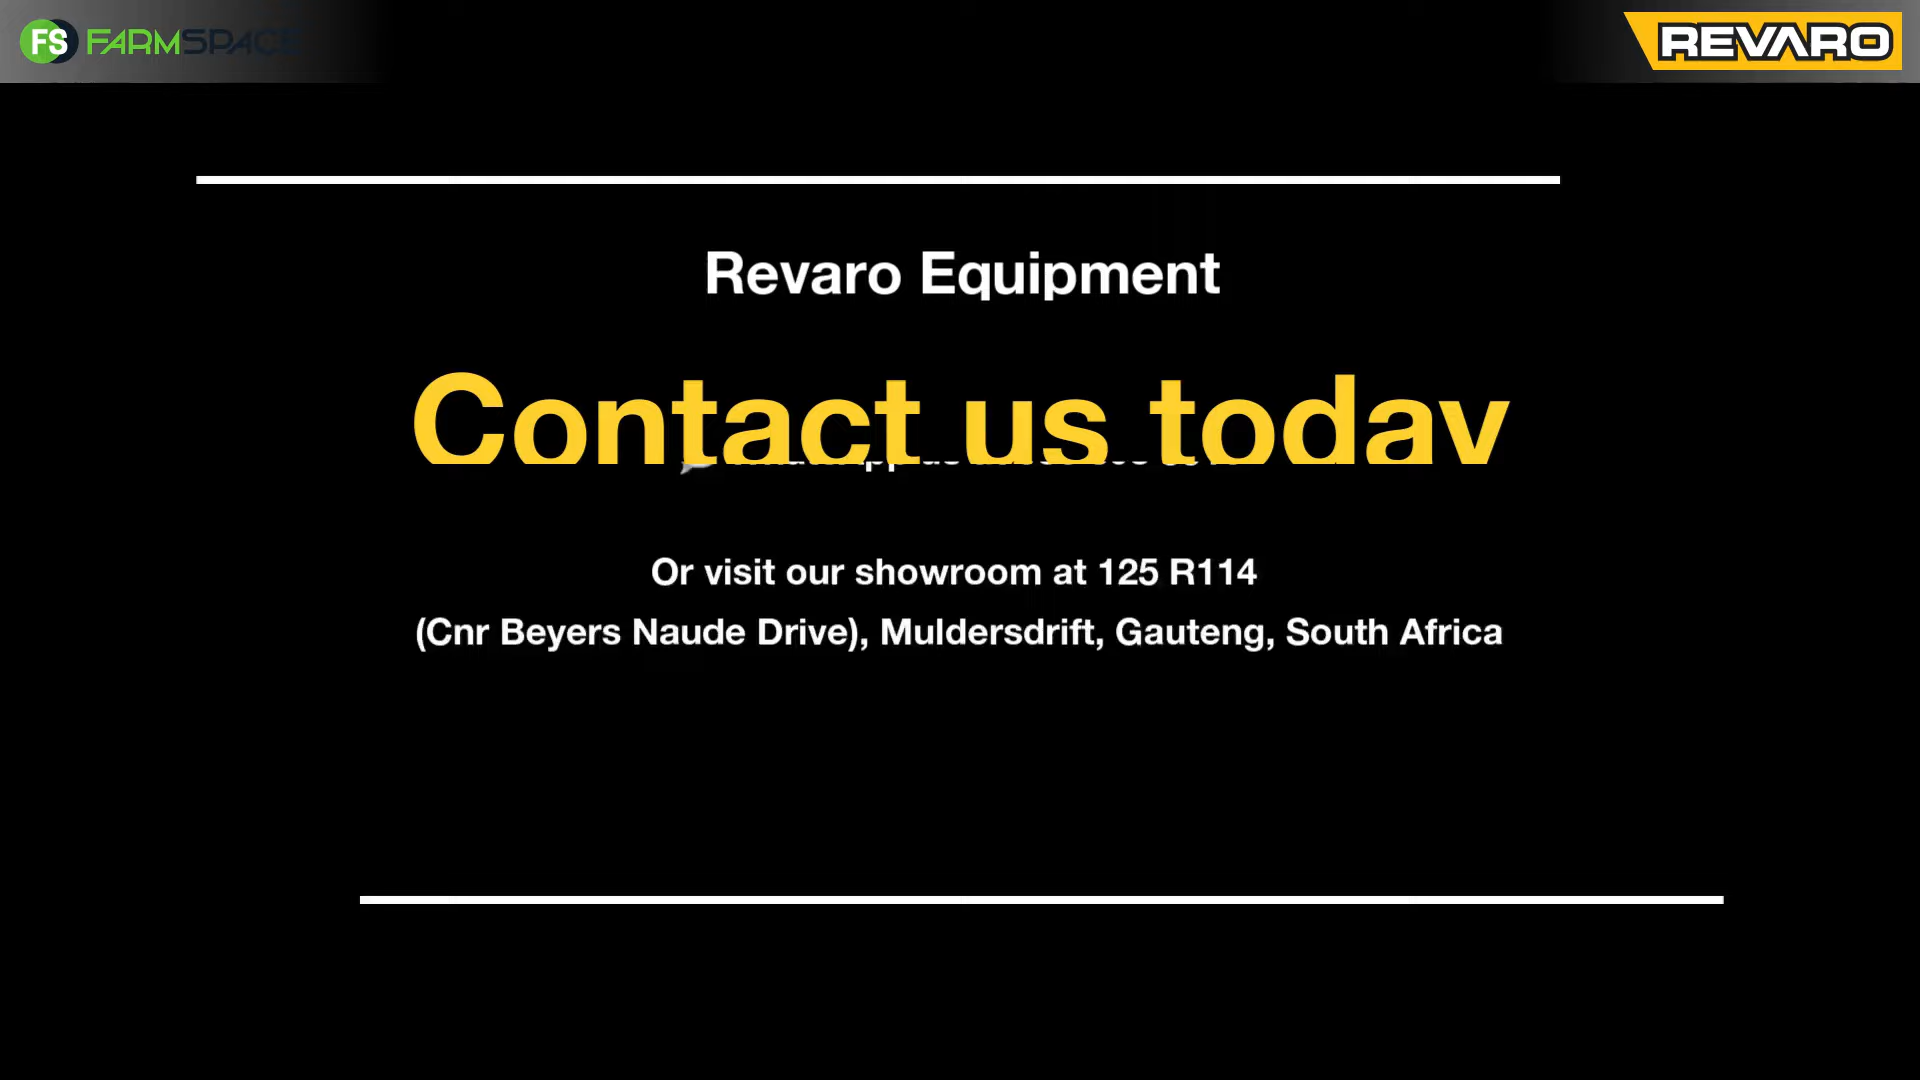 FS FARMSPACE
REVARO
Revaro Equipment
Contact us today
Or visit our showroom at 125 R114
(Cnr Beyers Naude Drive), Muldersdrift, Gauteng, South Africa